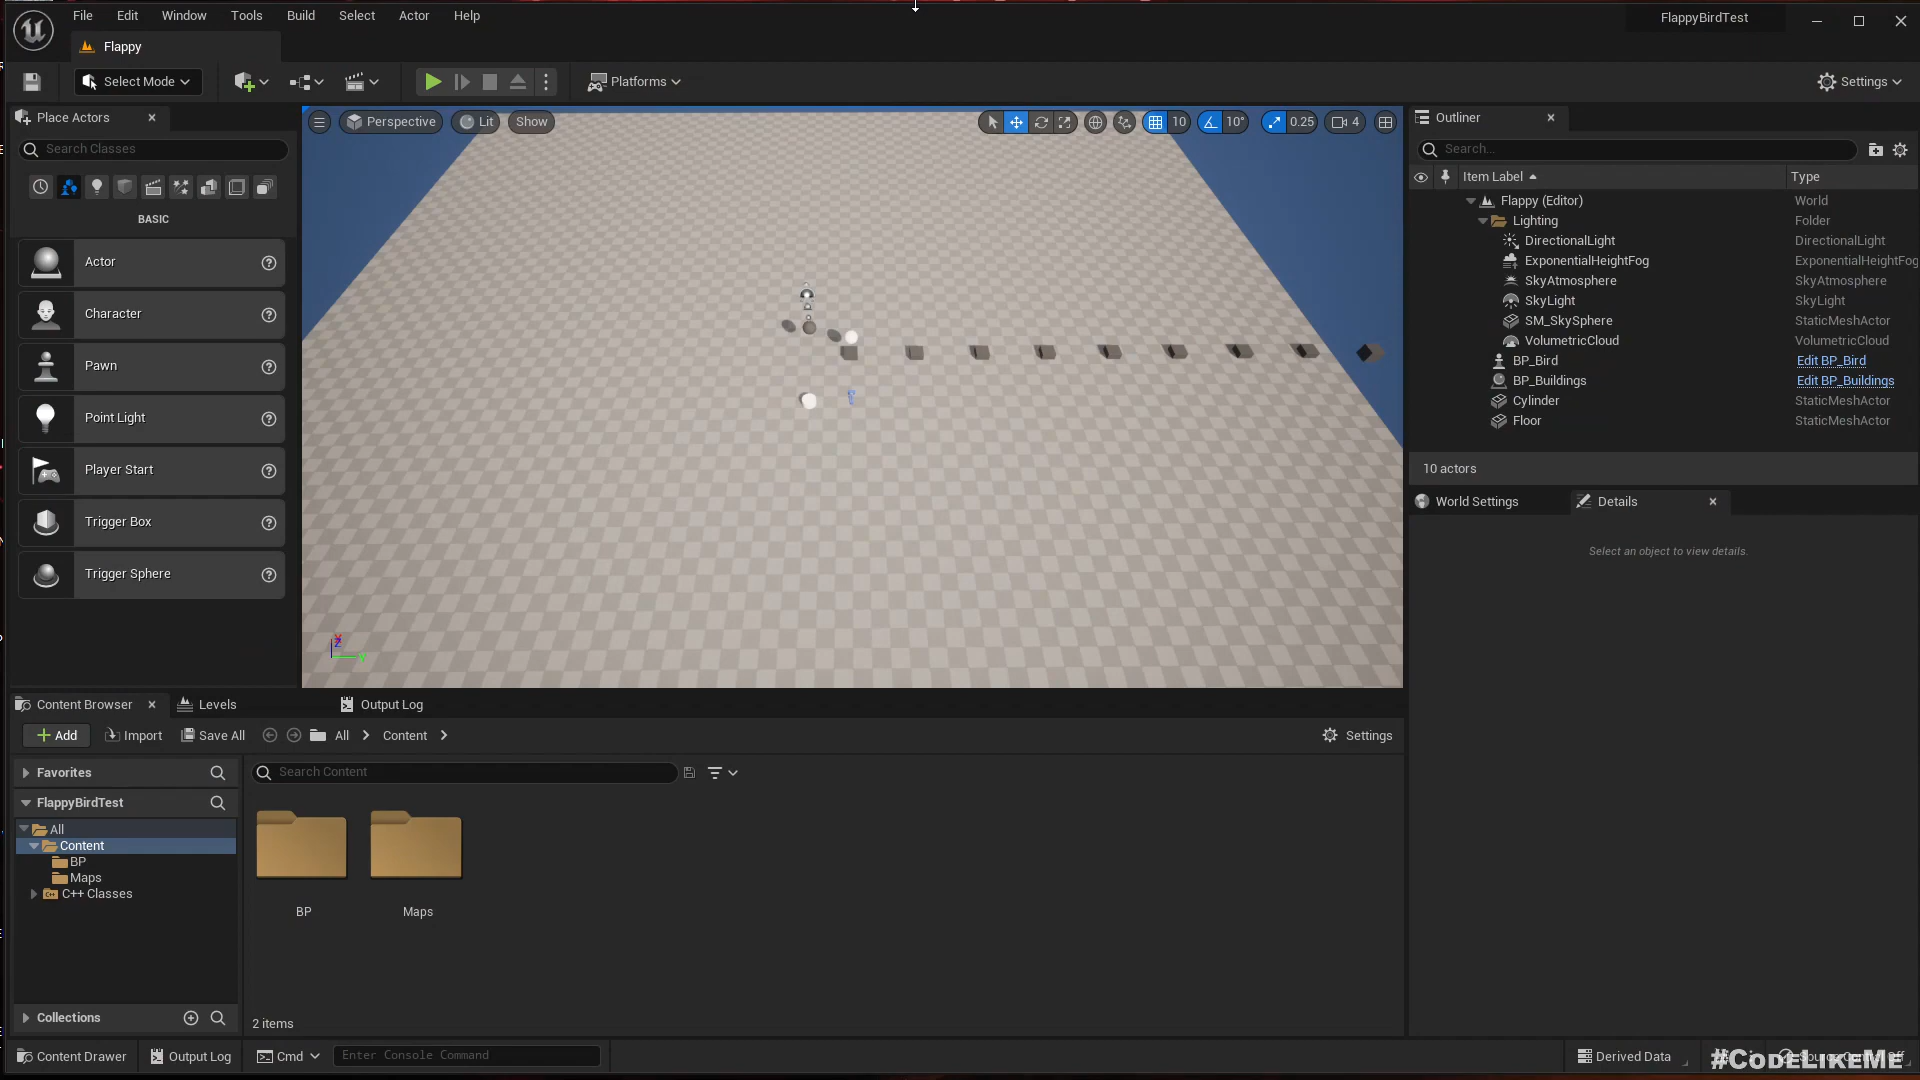 File Edit Window Tools Build Select Actor Help
FlappyBirdTest
Flappy
Select Mode
Platforms
Settings
Place Actors
Search Classes
BASIC
Actor
Character
Pawn
Point Light
Player Start
Trigger Box
Trigger Sphere
Perspective Lit Show
10 10° 0.25 4
Outliner
Search...
Item Label Type
Flappy (Editor) World
Lighting Folder
DirectionalLight DirectionalLight
ExponentialHeightFog ExponentialHeightFog
SkyAtmosphere SkyAtmosphere
SkyLight SkyLight
SM_SkySphere StaticMeshActor
VolumetricCloud VolumetricCloud
BP_Bird Edit BP_Bird
BP_Buildings Edit BP_Buildings
Cylinder StaticMeshActor
Floor StaticMeshActor
10 actors
World Settings Details
Select an object to view details.
Content Browser Levels Output Log
Add Import Save All All Content Settings
Favorites
Search Content
FlappyBirdTest
All
Content
BP
Maps
C++ Classes
BP Maps
Collections
2 items
Content Drawer Output Log Cmd Enter Console Command
Derived Data
#CodeLikeMe